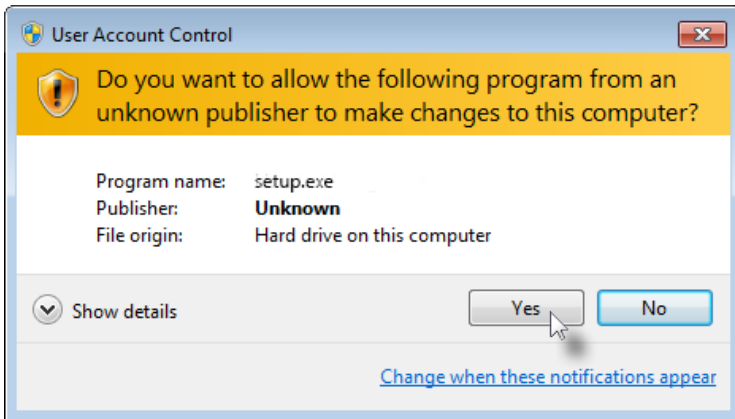 User Account Control
Do you want to allow the following program from an
unknown publisher to make changes to this computer?
Program name: setup.exe
Publisher: Unknown
File origin: Hard drive on this computer
Show details
Yes
No
Change when these notifications appear